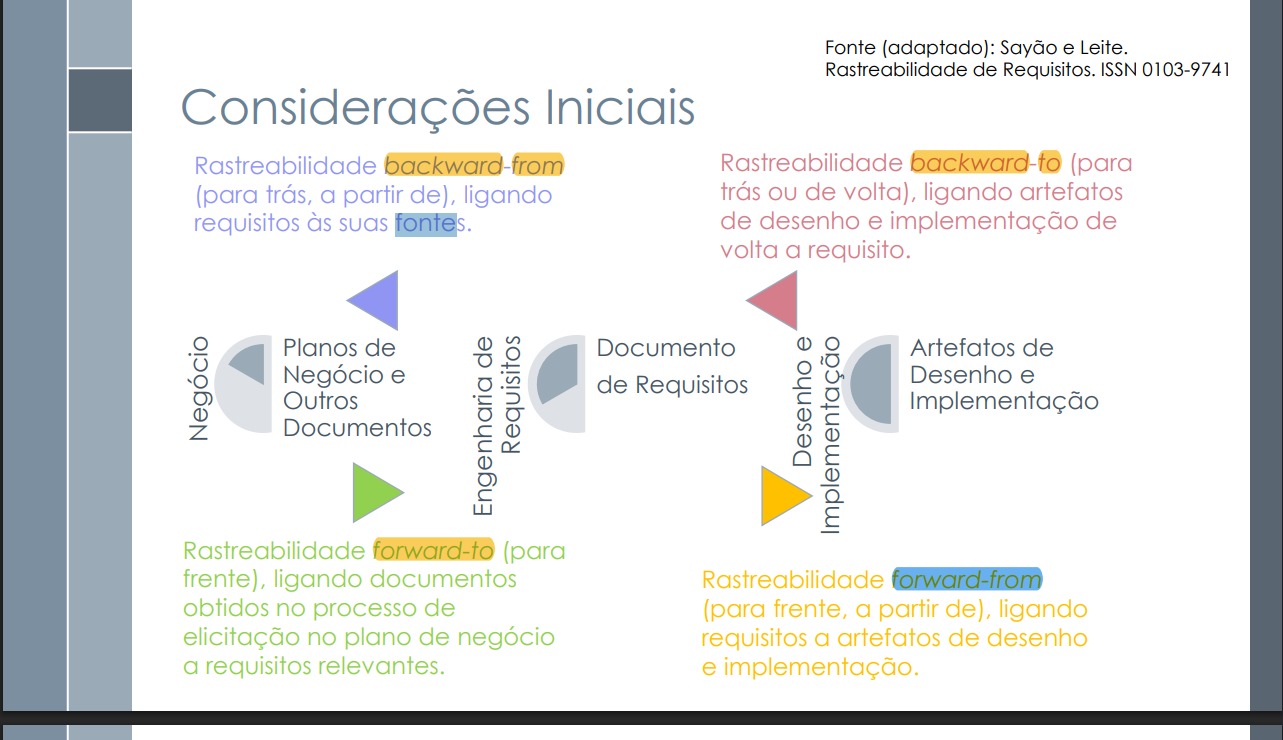 Fonte (adaptado): Sayão e Leite.
Rastreabilidade de Requisitos. ISSN 0103-9741
Considerações Iniciais
Rastreabilidade backward-from
(para trás, a partir de), ligando
requisitos às suas fontes.
Rastreabilidade backward-to (para
trás ou de volta), ligando artefatos
de desenho e implementação de
volta a requisito.
Negócio
Planos de
Negócio e
Outros
Documentos
Engenharia de
Requisitos
Documento
de Requisitos
Desenho e
Implementação
Artefatos de
Desenho e
Implementação
Rastreabilidade forward-to (para
frente), ligando documentos
obtidos no processo de
elicitação no plano de negócio
a requisitos relevantes.
Rastreabilidade forward-from
(para frente, a partir de), ligando
requisitos a artefatos de desenho
e implementação.